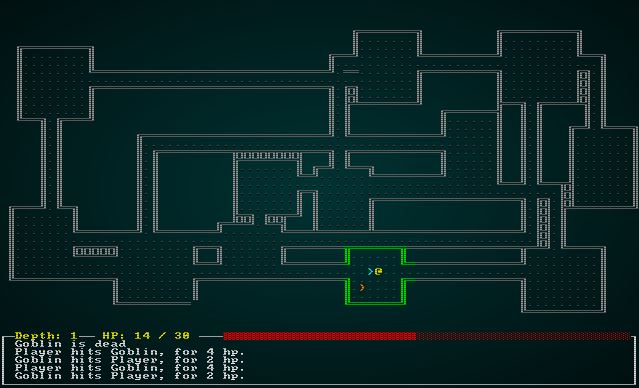 Depth: 1 HP: 14 / 30
Goblin is dead
Player hits Goblin, for 4 hp.
Goblin hits Player, for 2 hp.
Player hits Goblin, for 4 hp.
Goblin hits Player, for 2 hp.